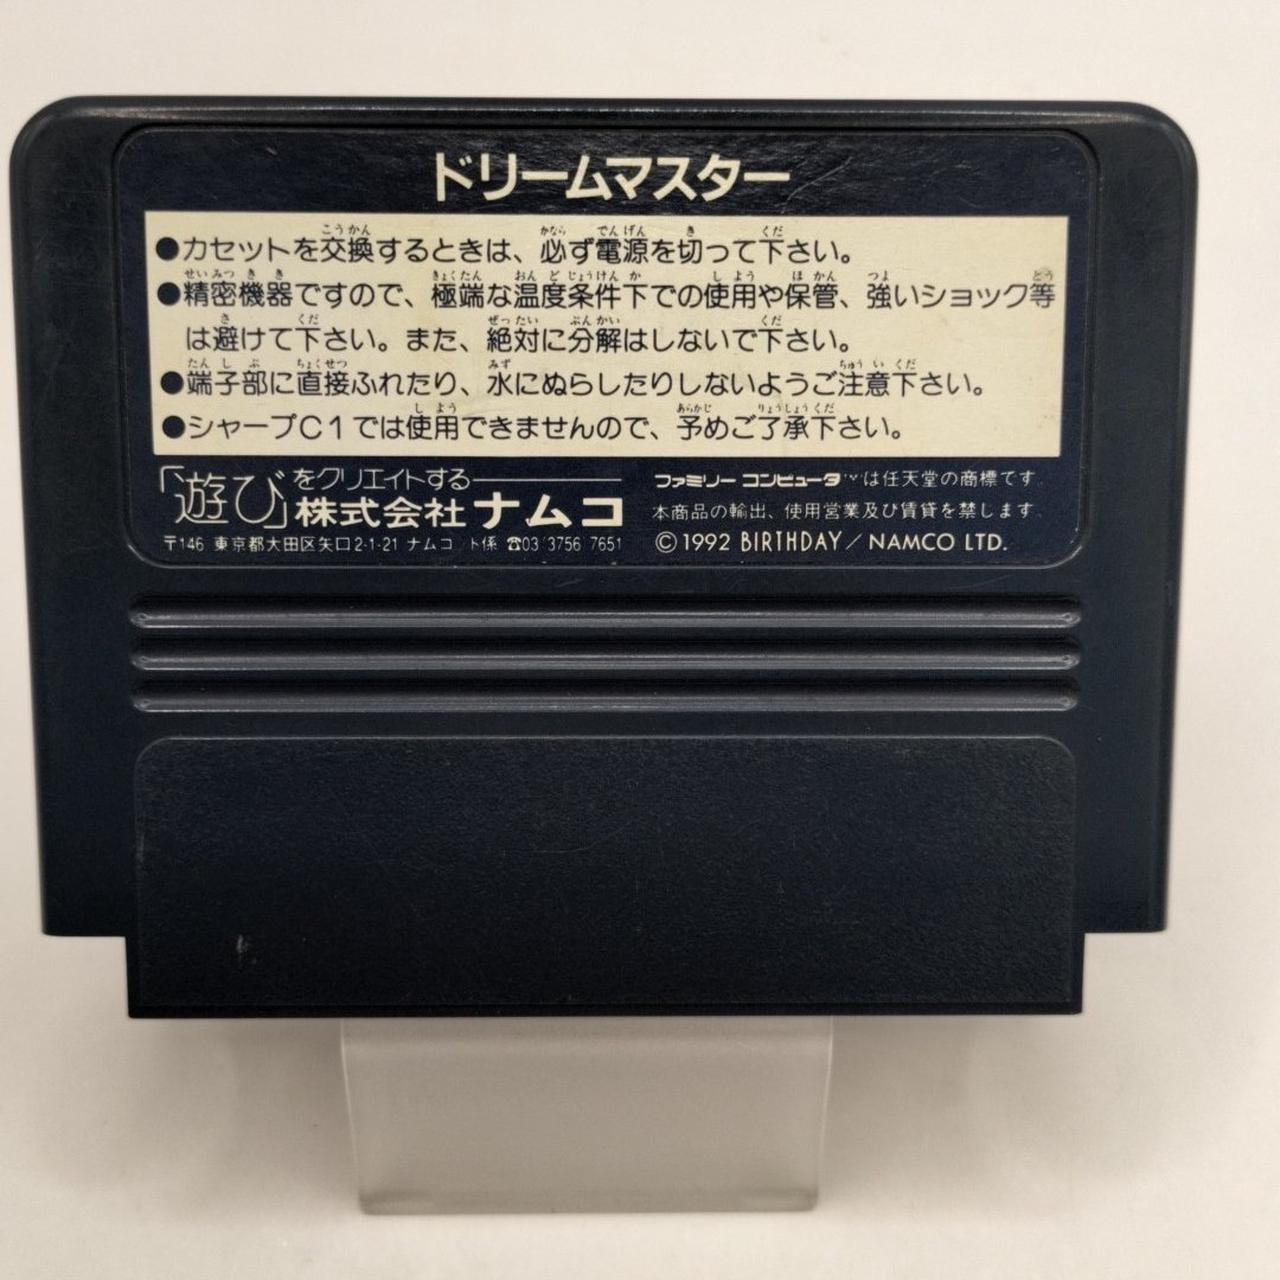 ドリームマスター
●カセットを交換するときは、必ず電源を切って下さい。
●精密機器ですので、極端な温度条件下での使用や保管、強いショック等
は避けて下さい。また、絶対に分解はしないで下さい。
●端子部に直接ふれたり、水にぬらしたりしないようご注意下さい。
●シャープC1では使用できませんので、予めご了承下さい。
「遊び」をクリエイトする
株式会社ナムコ
〒146 東京都大田区矢口2-1-21 ナムコ ト係 ☎03 3756 7651
ファミリーコンピュータ™は任天堂の商標です。
本商品の輸出、使用営業及び賃貸を禁じます。
©1992 BIRTHDAY/NAMCO LTD.